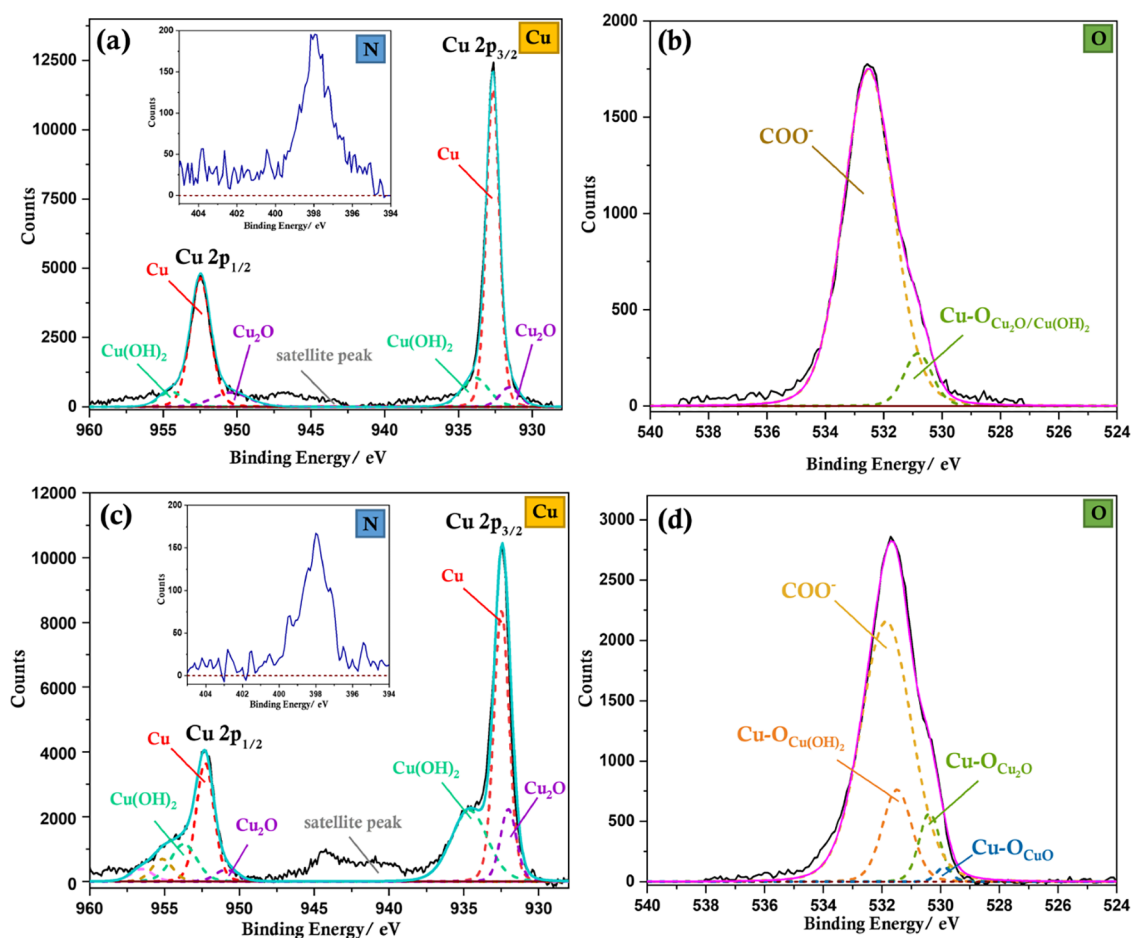 (a)
N
Cu
Cu 2p3/2
Counts
200
150
100
50
0
404 402 400 398 396 394
Binding Energy/ eV
Cu
Cu 2p1/2
Cu
Cu(OH)2
Cu2O
satellite peak
Cu(OH)2
Cu2O
Counts
12500
10000
7500
5000
2500
0
960 955 950 945 940 935 930
Binding Energy/ eV
(b)
O
COO-
Cu-OCu2O/Cu(OH)2
Counts
2000
1500
1000
500
0
540 538 536 534 532 530 528 526 524
Binding Energy/ eV
(c)
N
Cu
Cu 2p3/2
Counts
200
150
100
50
0
404 402 400 398 396 394
Binding Energy/ eV
Cu
Cu 2p1/2
Cu
Cu(OH)2
Cu2O
satellite peak
Cu(OH)2
Cu2O
Counts
12000
10000
8000
6000
4000
2000
0
960 955 950 945 940 935 930
Binding Energy/ eV
(d)
O
COO-
Cu-OCu(OH)2
Cu-OCu2O
Cu-OCuO
Counts
3000
2500
2000
1500
1000
500
0
540 538 536 534 532 530 528 526 524
Binding Energy/ eV